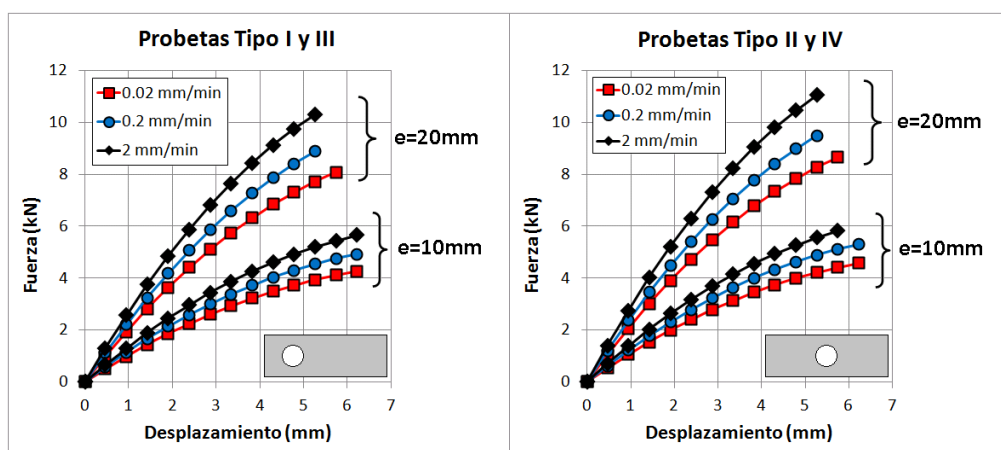 Probetas Tipo I y III
12
10
8
6
4
2
0
Fuerza (kN)
0.02 mm/min
0.2 mm/min
2 mm/min
e=20mm
e=10mm
0 1 2 3 4 5 6 7
Desplazamiento (mm)
Probetas Tipo II y IV
12
10
8
6
4
2
0
Fuerza (kN)
0.02 mm/min
0.2 mm/min
2 mm/min
e=20mm
e=10mm
0 1 2 3 4 5 6 7
Desplazamiento (mm)